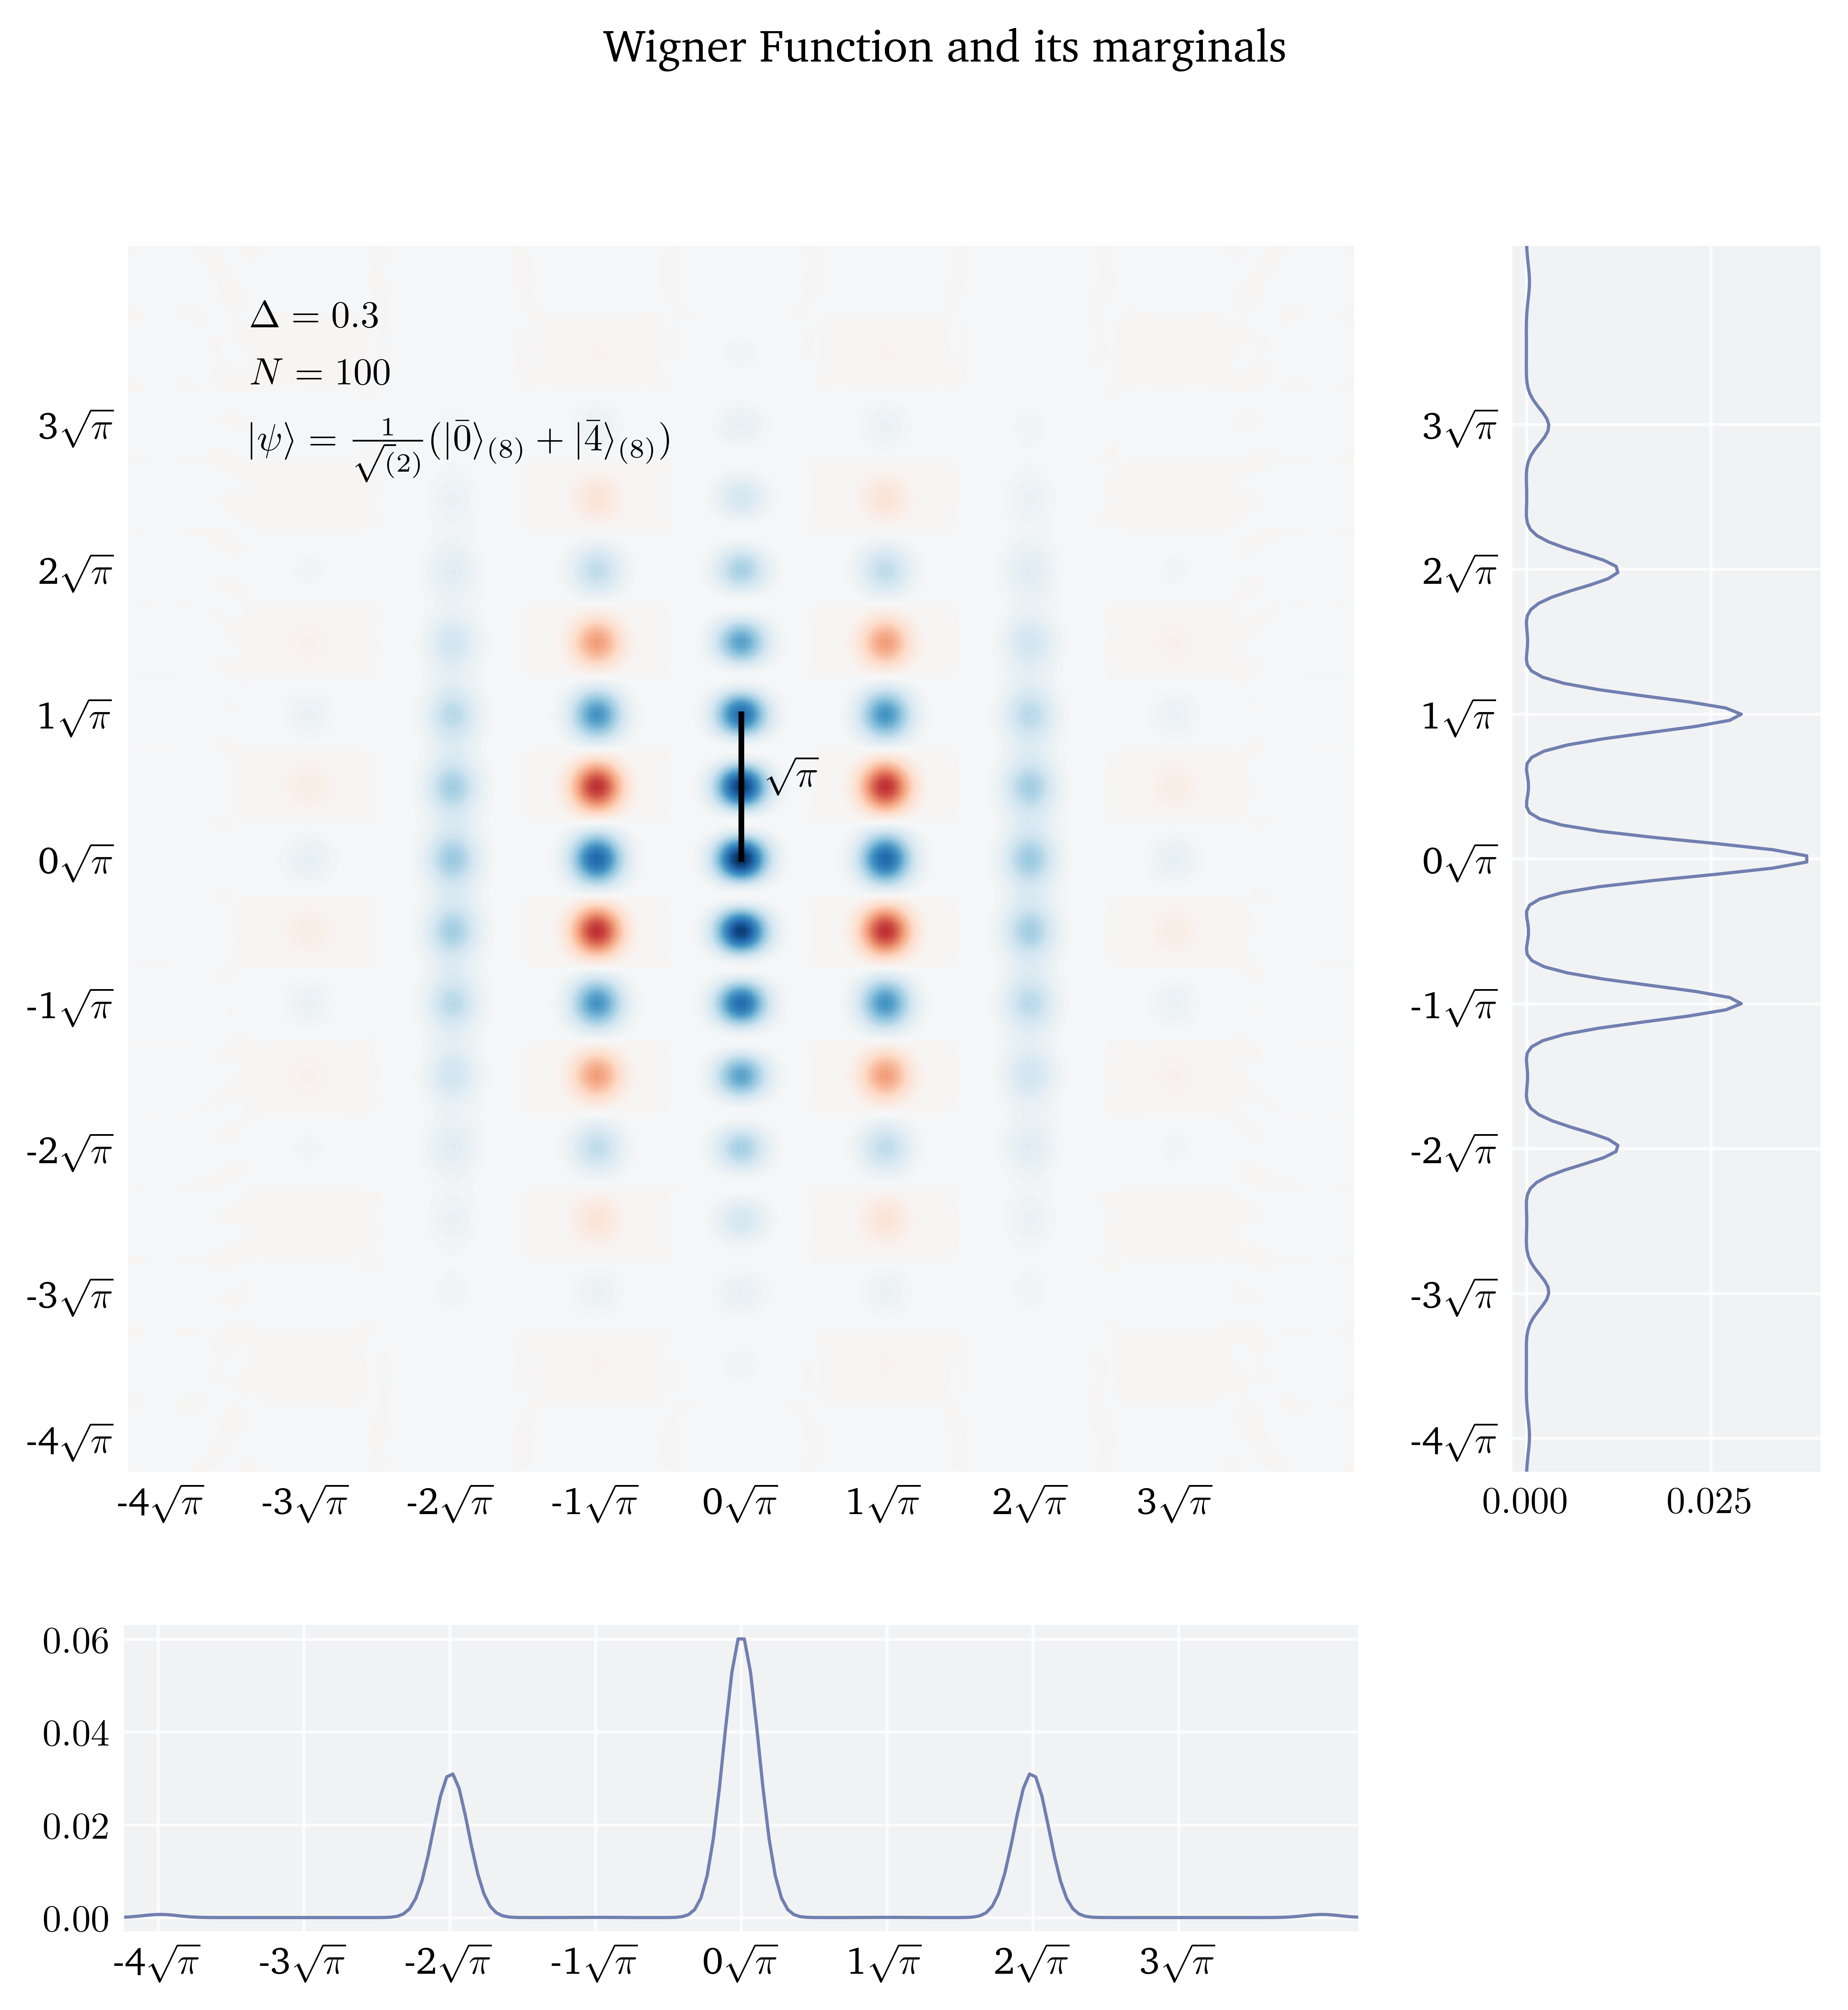 Wigner Function and its marginals
Δ = 0.3
N = 100
|ψ⟩ = 1/√(2) (|0̄⟩(8) + |4̄⟩(8))
√π
3√π
2√π
1√π
0√π
-1√π
-2√π
-3√π
-4√π
-4√π -3√π -2√π -1√π 0√π 1√π 2√π 3√π
3√π
2√π
1√π
0√π
-1√π
-2√π
-3√π
-4√π
0.000 0.025
0.06
0.04
0.02
0.00
-4√π -3√π -2√π -1√π 0√π 1√π 2√π 3√π